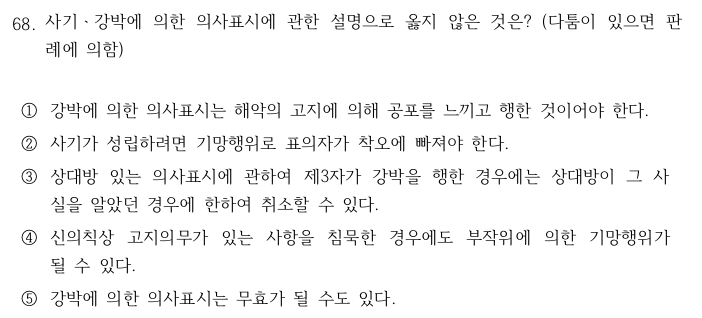 68. 사기ㆍ강박에 의한 의사표시에 관한 설명으로 옳지 않은 것은? (다툼이 있으면 판
례에 의함)
① 강박에 의한 의사표시는 해악의 고지에 의해 공포를 느끼고 행한 것이어야 한다.
② 사기가 성립하려면 기망행위로 표의자가 착오에 빠져야 한다.
③ 상대방 있는 의사표시에 관하여 제3자가 강박을 행한 경우에는 상대방이 그 사
실을 알았던 경우에 한하여 취소할 수 있다.
④ 신의칙상 고지의무가 있는 사항을 침묵한 경우에도 부작위에 의한 기망행위가
될 수 있다.
⑤ 강박에 의한 의사표시는 무효가 될 수도 있다.